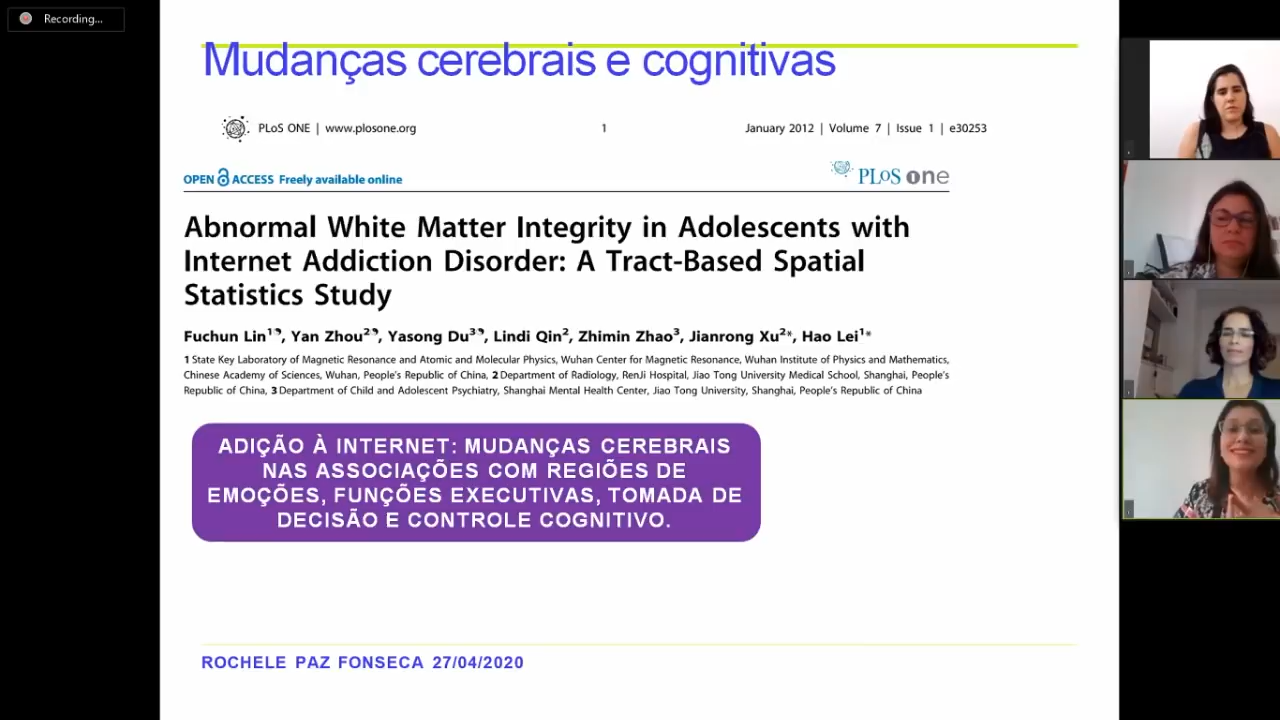 Recording...
Mudanças cerebrais e cognitivas
PLoS ONE | www.plosone.org 1 January 2012 | Volume 7 | Issue 1 | e30253
OPEN ACCESS Freely available online PLoS one
Abnormal White Matter Integrity in Adolescents with
Internet Addiction Disorder: A Tract-Based Spatial
Statistics Study
Fuchun Lin1⁹, Yan Zhou2⁹, Yasong Du3⁹, Lindi Qin2, Zhimin Zhao3, Jianrong Xu2*, Hao Lei1*
1 State Key Laboratory of Magnetic Resonance and Atomic and Molecular Physics, Wuhan Center for Magnetic Resonance, Wuhan Institute of Physics and Mathematics,
Chinese Academy of Sciences, Wuhan, People's Republic of China, 2 Department of Radiology, RenJi Hospital, Jiao Tong University Medical School, Shanghai, People's
Republic of China, 3 Department of Child and Adolescent Psychiatry, Shanghai Mental Health Center, Jiao Tong University, Shanghai, People's Republic of China
ADIÇÃO À INTERNET: MUDANÇAS CEREBRAIS
NAS ASSOCIAÇÕES COM REGIÕES DE
EMOÇÕES, FUNÇÕES EXECUTIVAS, TOMADA DE
DECISÃO E CONTROLE COGNITIVO.
ROCHELE PAZ FONSECA 27/04/2020